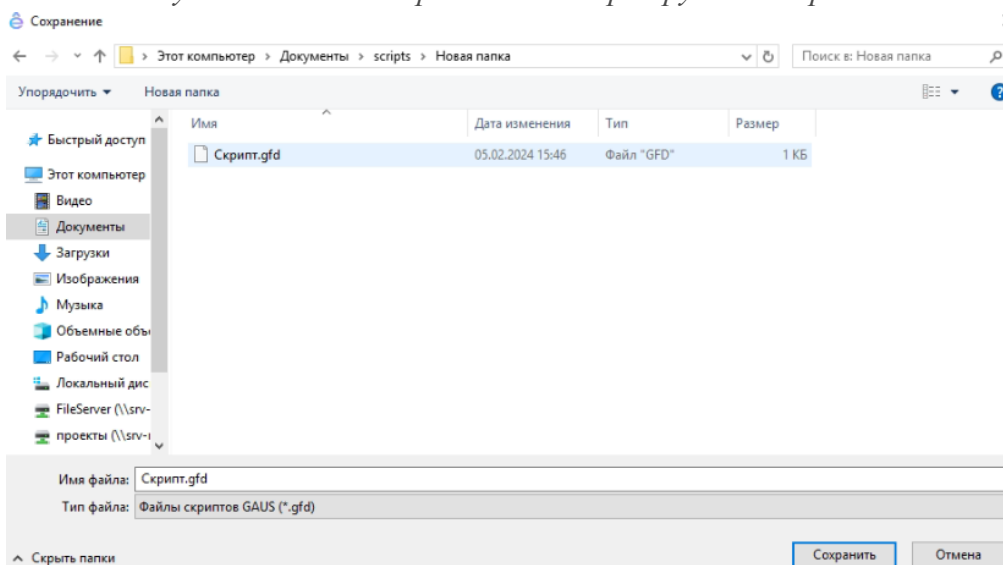 Сохранение
Этот компьютер > Документы > scripts > Новая папка
Поиск в: Новая папка
Упорядочить
Новая папка
Имя
Дата изменения
Тип
Размер
Скрипт.gfd
05.02.2024 15:46
Файл "GFD"
1 КБ
Быстрый доступ
Этот компьютер
Видео
Документы
Загрузки
Изображения
Музыка
Объемные объ
Рабочий стол
Локальный дис
FileServer (\\srv-
проекты (\\srv-
Имя файла: Скрипт.gfd
Тип файла: Файлы скриптов GAUS (*.gfd)
Скрыть папки
Сохранить
Отмена